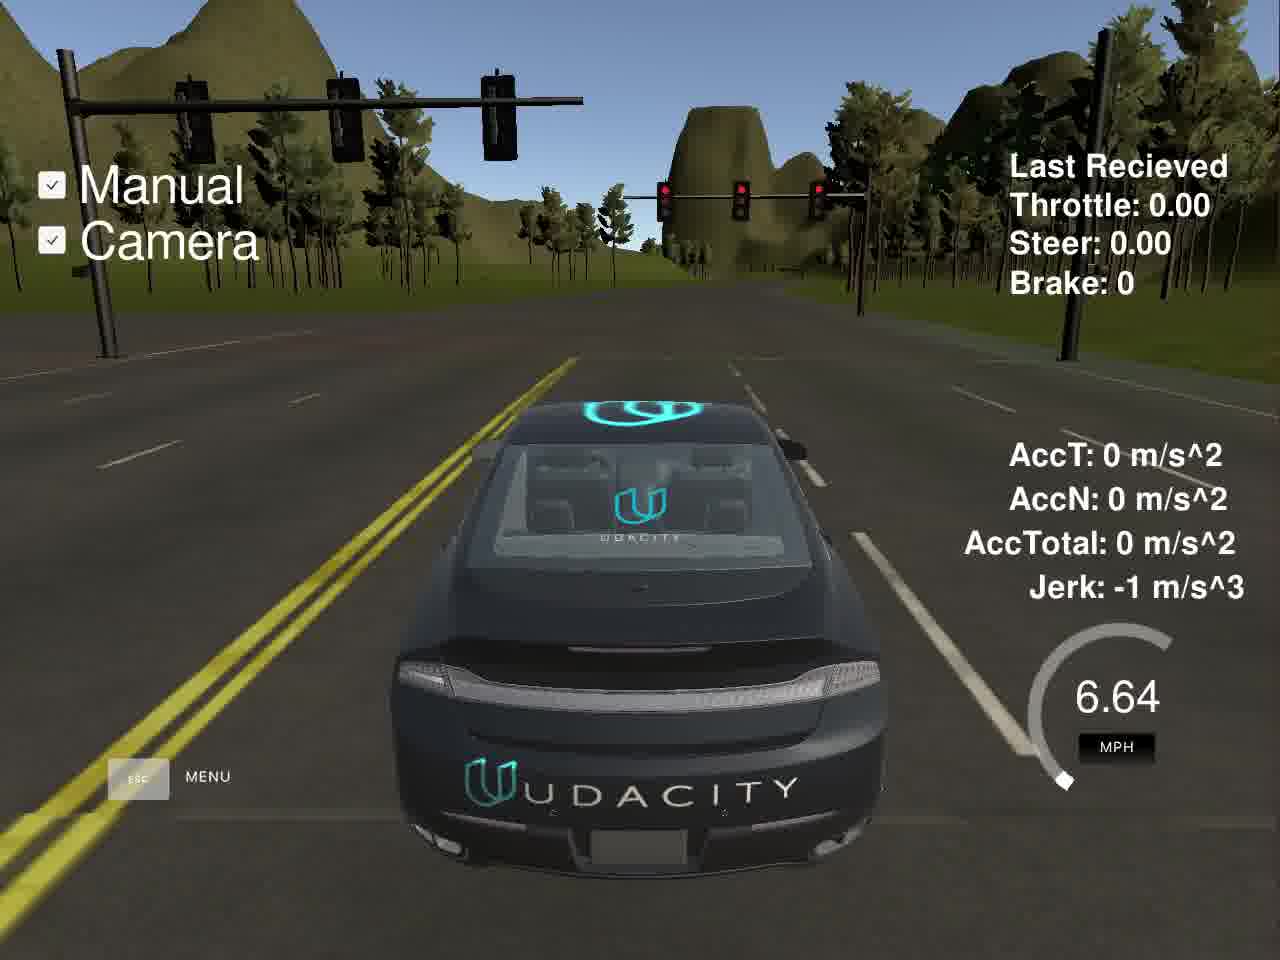 Manual
Camera
Last Recieved
Throttle: 0.00
Steer: 0.00
Brake: 0
AccT: 0 m/s^2
AccN: 0 m/s^2
AccTotal: 0 m/s^2
Jerk: -1 m/s^3
UDACITY
6.64
MPH
ESC
MENU
UDACITY